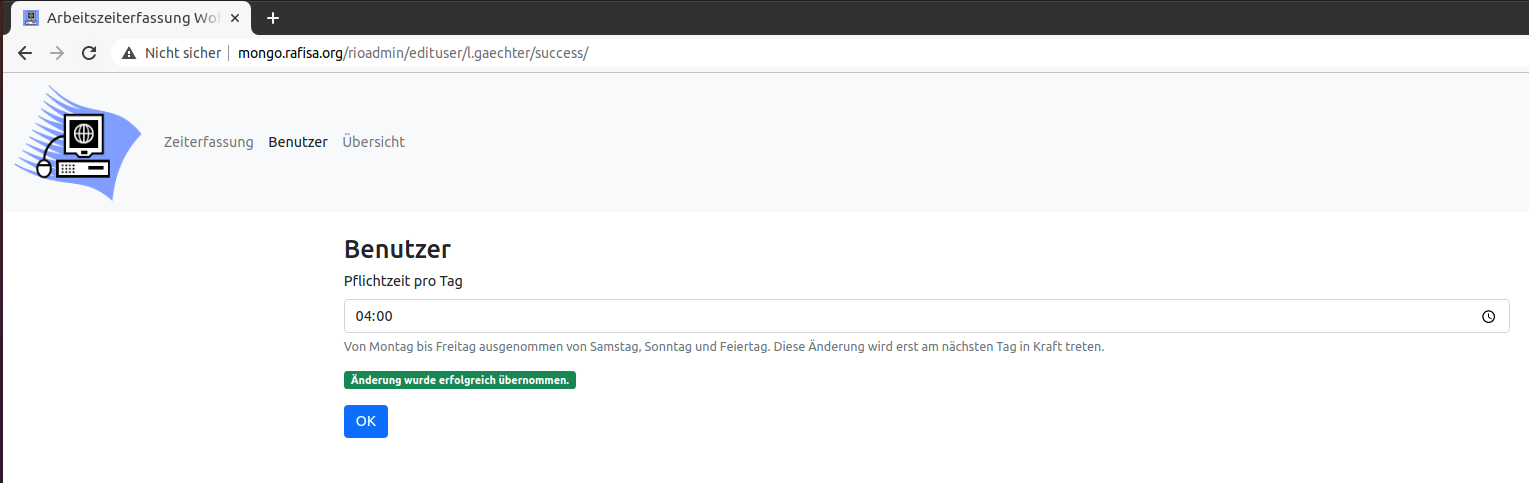 Arbeitszeiterfassung Woh
Nicht sicher mongo.rafisa.org/rioadmin/edituser/l.gaechter/success/
Zeiterfassung Benutzer Übersicht
Benutzer
Pflichtzeit pro Tag
04:00
Von Montag bis Freitag ausgenommen von Samstag, Sonntag und Feiertag. Diese Änderung wird erst am nächsten Tag in Kraft treten.
Änderung wurde erfolgreich übernommen.
OK